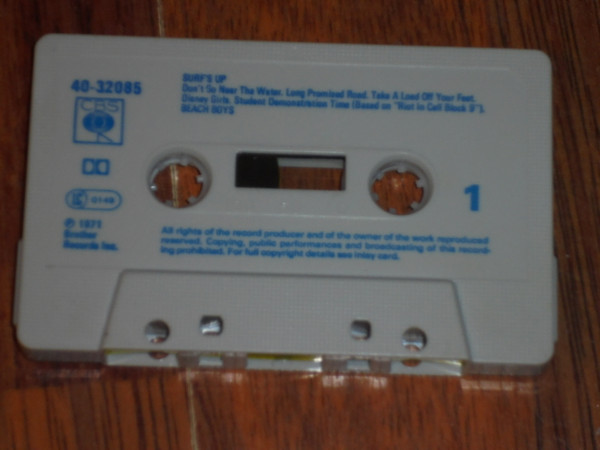 SURF'S UP
40-32085
Don't Go Near The Water. Long Promised Road. Take A Load Off Your Feet.
Disney Girls. Student Demonstration Time (Based on "Riot in Cell Block 9").
BEACH BOYS
CBS
1
0149
℗ 1971
Brother
Records Inc.
All rights of the record producer and of the owner of the work reproduced
reserved. Copying, public performances and broadcasting of this record-
ing prohibited. For full copyright details see inlay card.